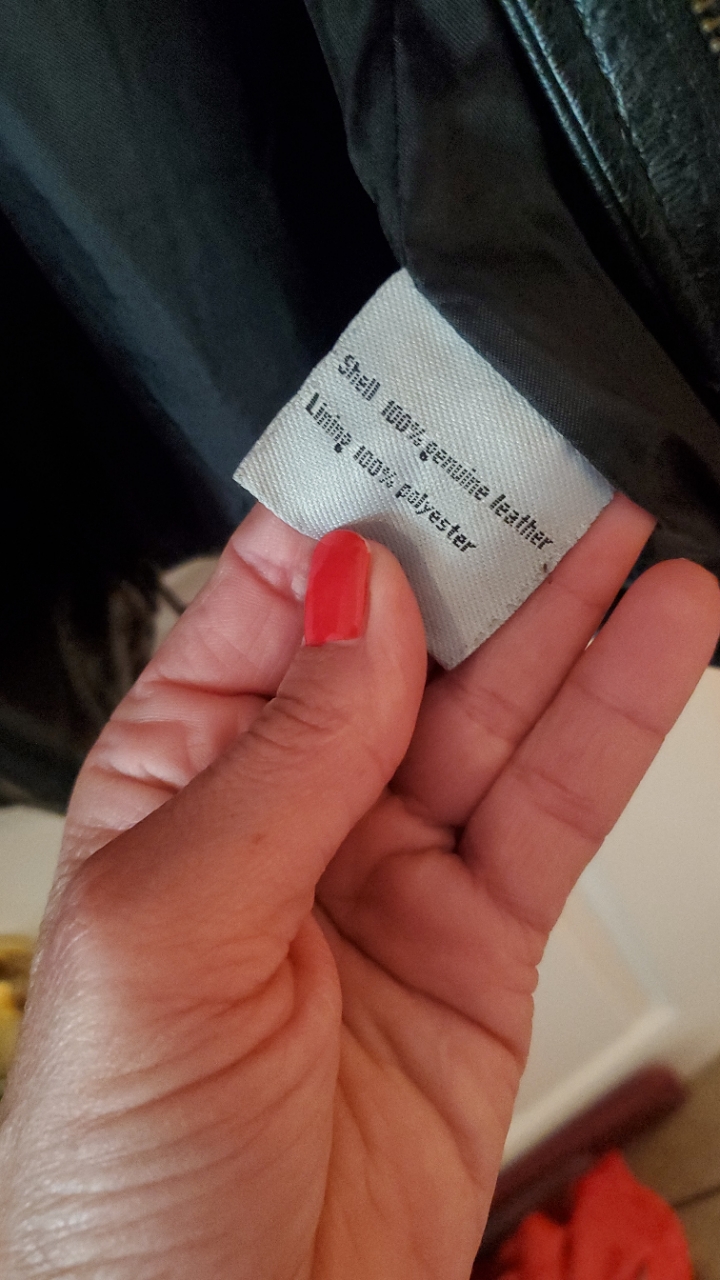 Shell 100% genuine leather
Lining 100% polyester